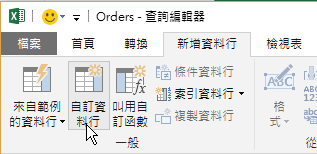 Orders - 查詢編輯器
檔案 首頁 轉換 新增資料行 檢視表
來自範例
的資料行
自訂資
料行
叫用自
訂函數
條件資料行
索引資料行
複製資料行
一般
ABC
格
式
ABC
123